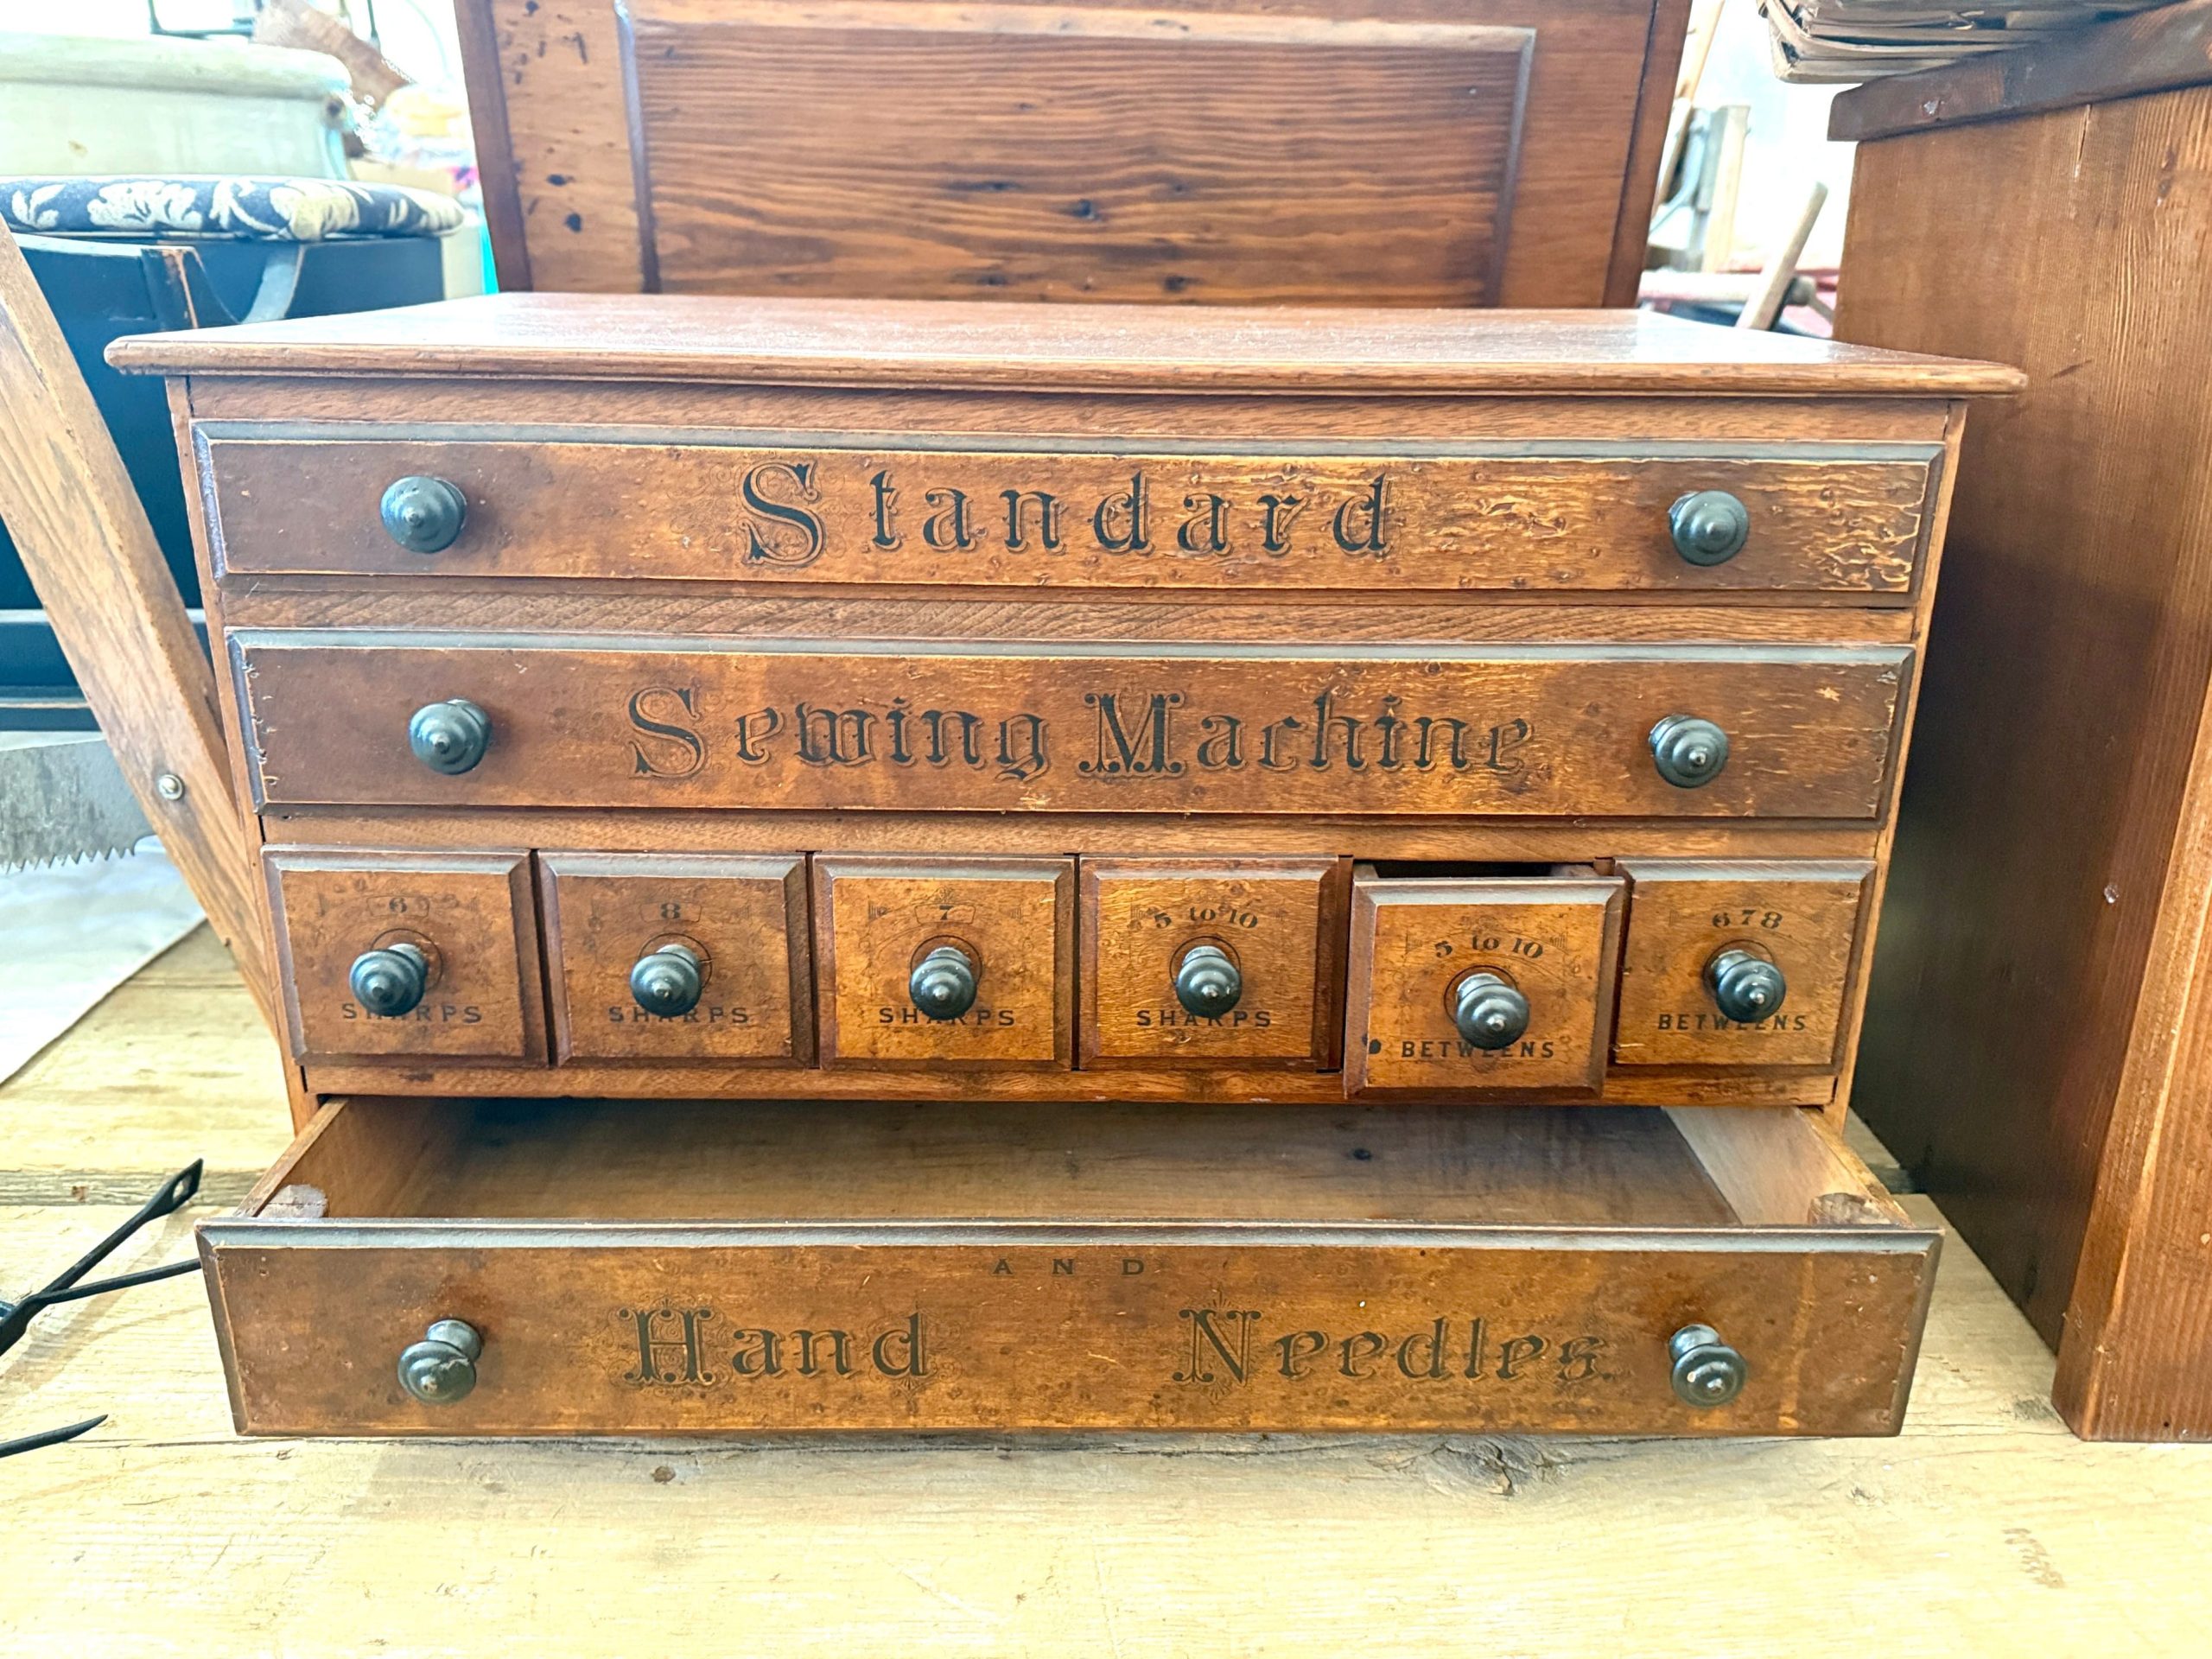 Standard
Sewing Machine
6
SHARPS
8
SHARPS
7
SHARPS
5 to 10
SHARPS
5 to 10
BETWEENS
678
BETWEENS
AND
Hand Needles